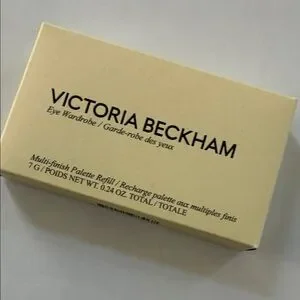 VICTORIA BECKHAM
Eye Wardrobe / Garde-robe des yeux
Multi-finish Palette Refill / Recharge palette aux multiples finis
7 G / POIDS NET WT. 0.24 OZ. TOTAL / TOTALE